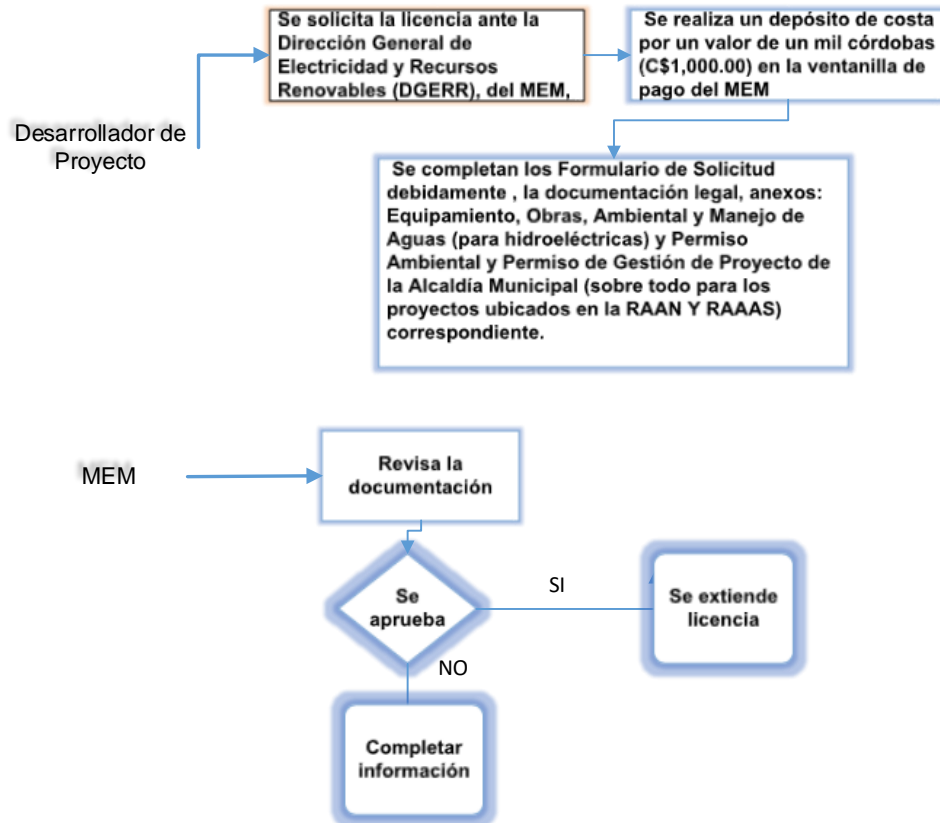 Se solicita la licencia ante la
Dirección General de
Electricidad y Recursos
Renovables (DGERR), del MEM,
Se realiza un depósito de costa
por un valor de un mil córdobas
(C$1,000.00) en la ventanilla de
pago del MEM
Desarrollador de
Proyecto
Se completan los Formulario de Solicitud
debidamente , la documentación legal, anexos:
Equipamiento, Obras, Ambiental y Manejo de
Aguas (para hidroeléctricas) y Permiso
Ambiental y Permiso de Gestión de Proyecto de
la Alcaldía Municipal (sobre todo para los
proyectos ubicados en la RAAN Y RAAAS)
correspondiente.
MEM
Revisa la
documentación
Se
aprueba
SI
Se extiende
licencia
NO
Completar
información